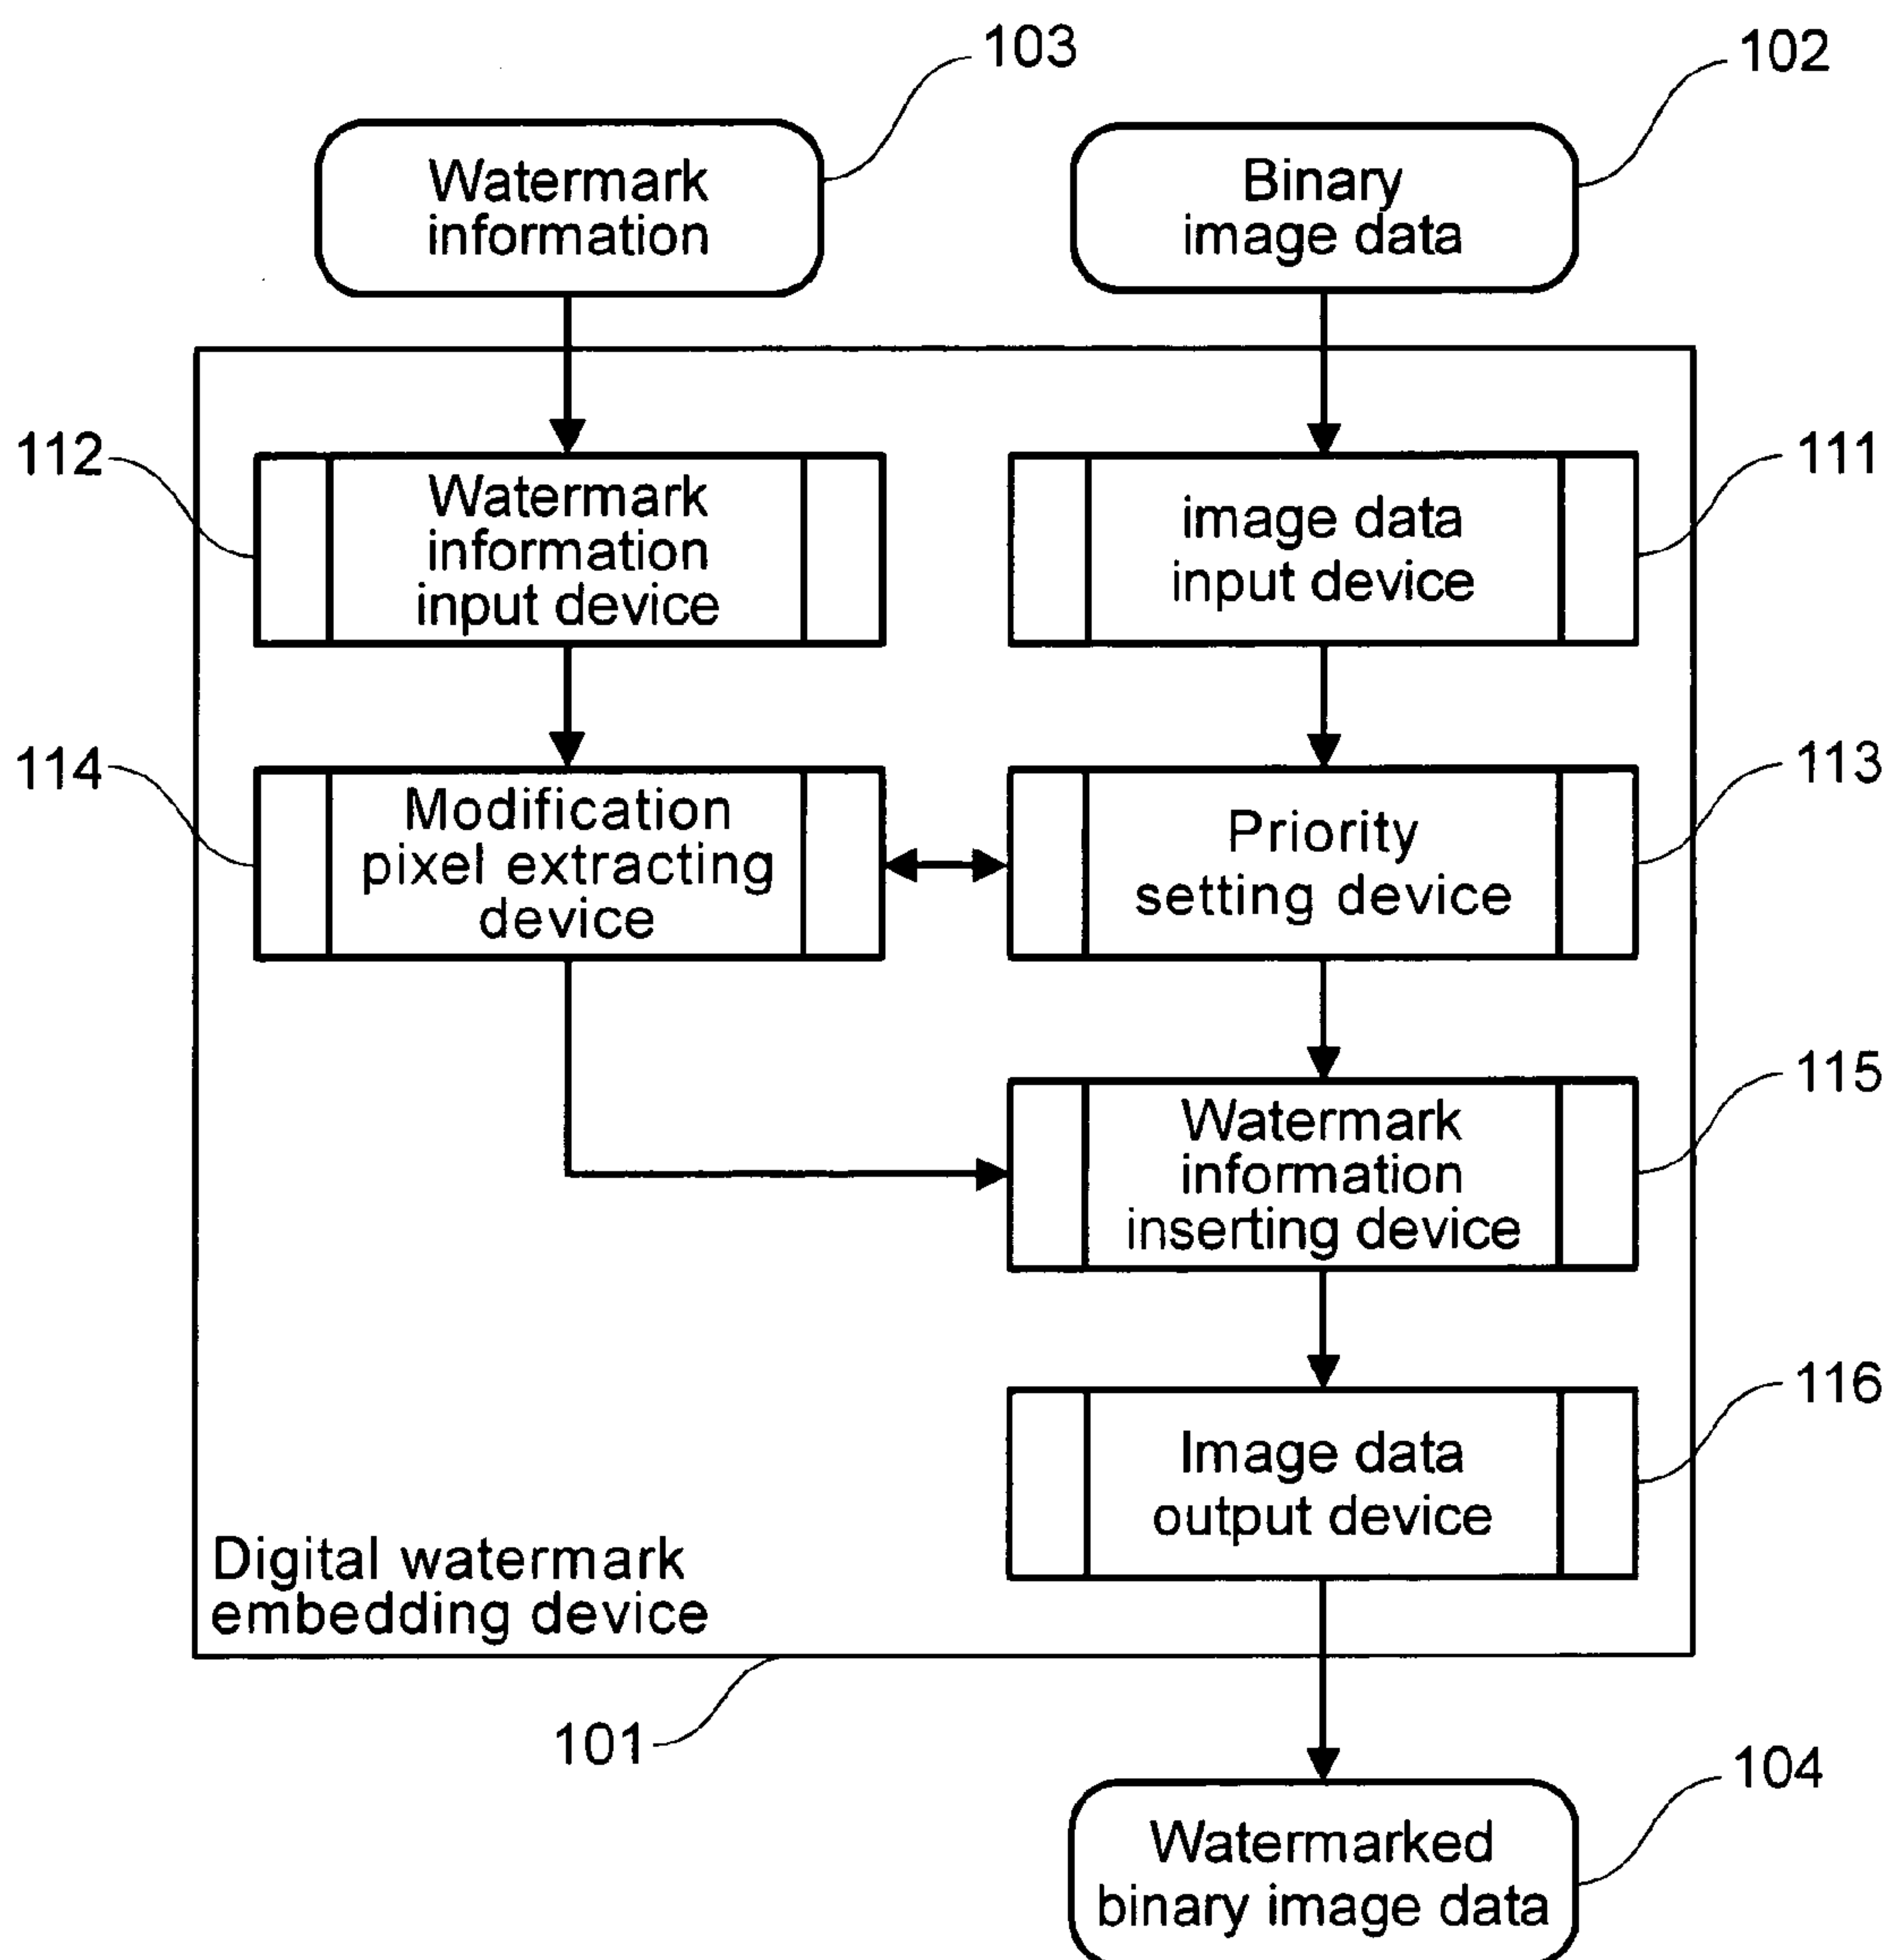 103
102
Watermark
information
Binary
image data
112
111
Watermark
information
input device
image data
input device
114
113
Modification
pixel extracting
device
Priority
setting device
115
Watermark
information
inserting device
116
Image data
output device
Digital watermark
embedding device
101
104
Watermarked
binary image data